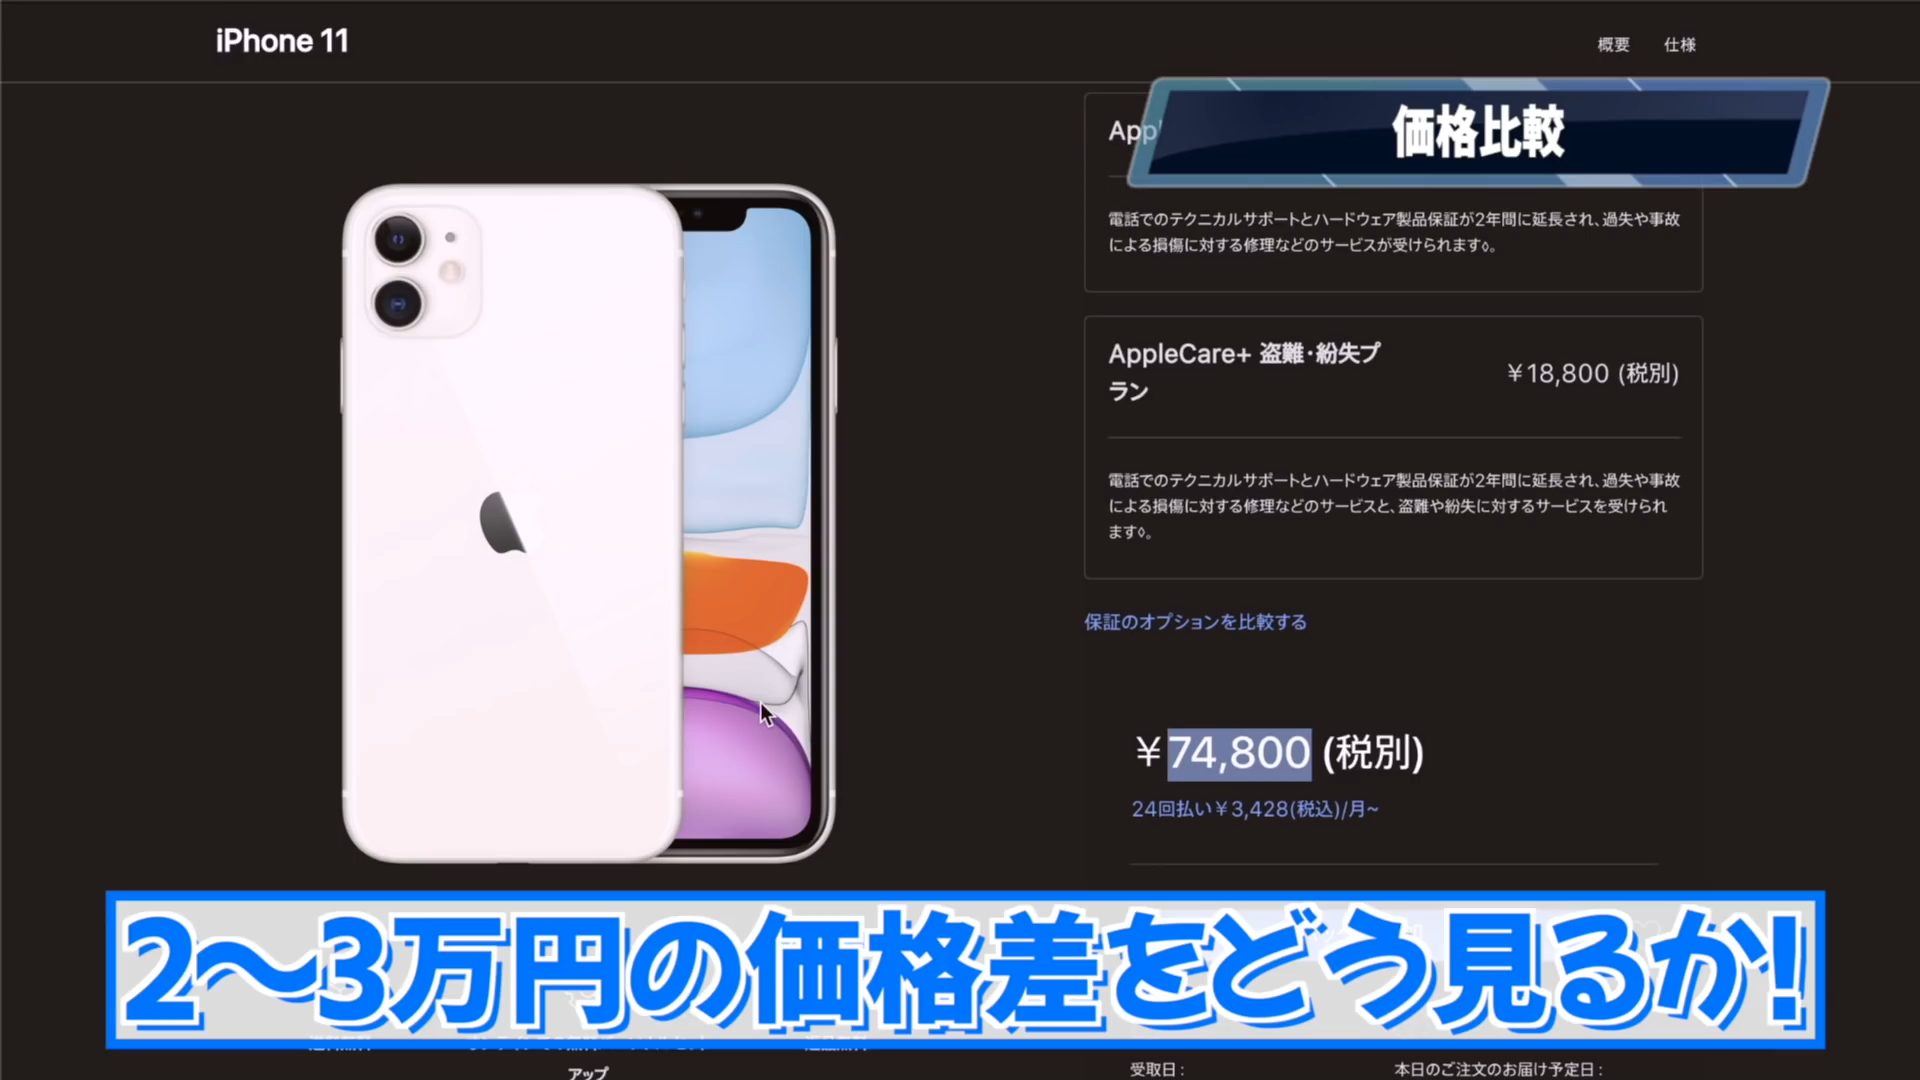 iPhone 11
概要
仕様
価格比較
App
電話でのテクニカルサポートとハードウェア製品保証が2年間に延長され、過失や事故
による損傷に対する修理などのサービスが受けられます◊。
AppleCare+ 盗難・紛失プ
ラン
¥18,800 (税別)
電話でのテクニカルサポートとハードウェア製品保証が2年間に延長され、過失や事故
による損傷に対する修理などのサービスと、盗難や紛失に対するサービスを受けられ
ます◊。
保証のオプションを比較する
¥74,800 (税別)
24回払い¥3,428(税込)/月~
2〜3万円の価格差をどう見るか!
アップ
受取日:
本日のご注文のお届け予定日: